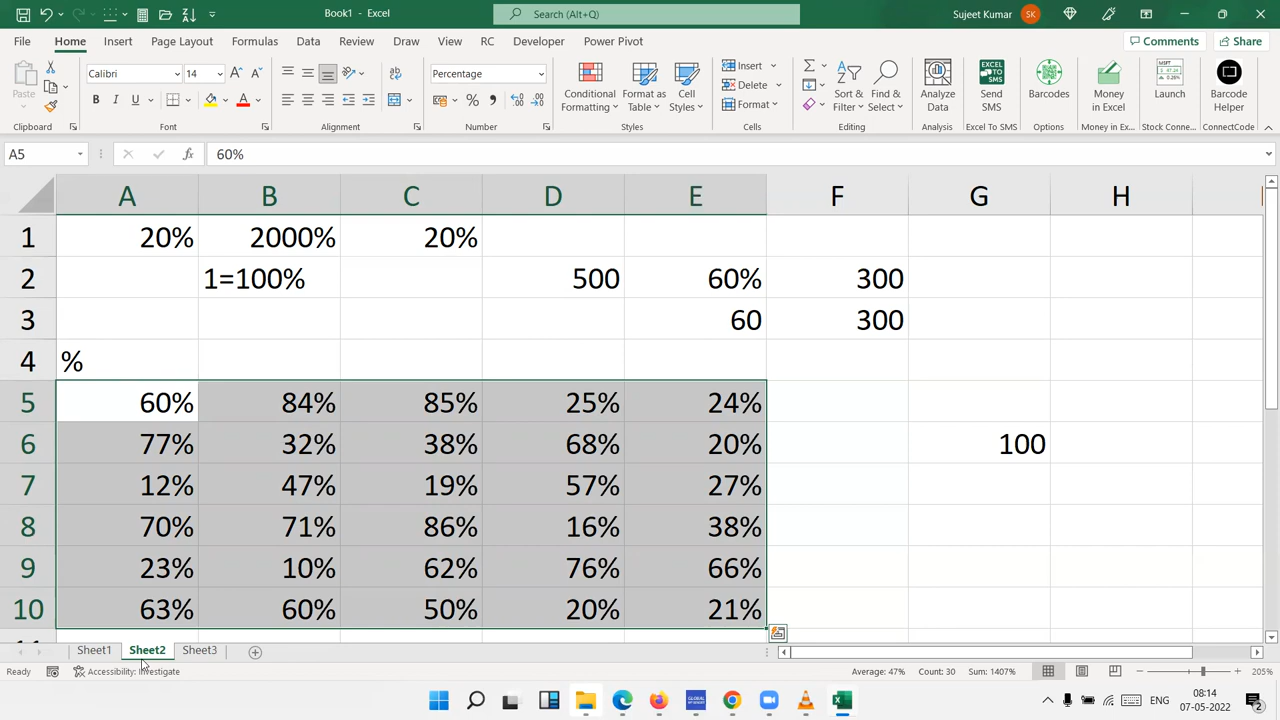 Book1 - Excel
Search (Alt+Q)
Sujeet Kumar
SK
File Home Insert Page Layout Formulas Data Review View RC Developer Power Pivot
Comments Share
Paste
Calibri 14
Percentage
Conditional Formatting
Format as Table
Cell Styles
Insert
Delete
Format
Sort & Filter
Find & Select
Analyze Data
Send SMS
Barcodes
Money in Excel
Launch
Barcode Helper
Clipboard Font Alignment Number Styles Cells Editing Analysis Excel To SMS Options Money in Ex... Stock Conne... ConnectCode
A5 fx 60%
A B C D E F G H
1 20% 2000% 20%
2 1=100% 500 60% 300
3 60 300
4 %
5 60% 84% 85% 25% 24%
6 77% 32% 38% 68% 20% 100
7 12% 47% 19% 57% 27%
8 70% 71% 86% 16% 38%
9 23% 10% 62% 76% 66%
10 63% 60% 50% 20% 21%
Sheet1 Sheet2 Sheet3
Ready Accessibility: Investigate Average: 47% Count: 30 Sum: 1407% 205%
ENG 08:14
07-05-2022